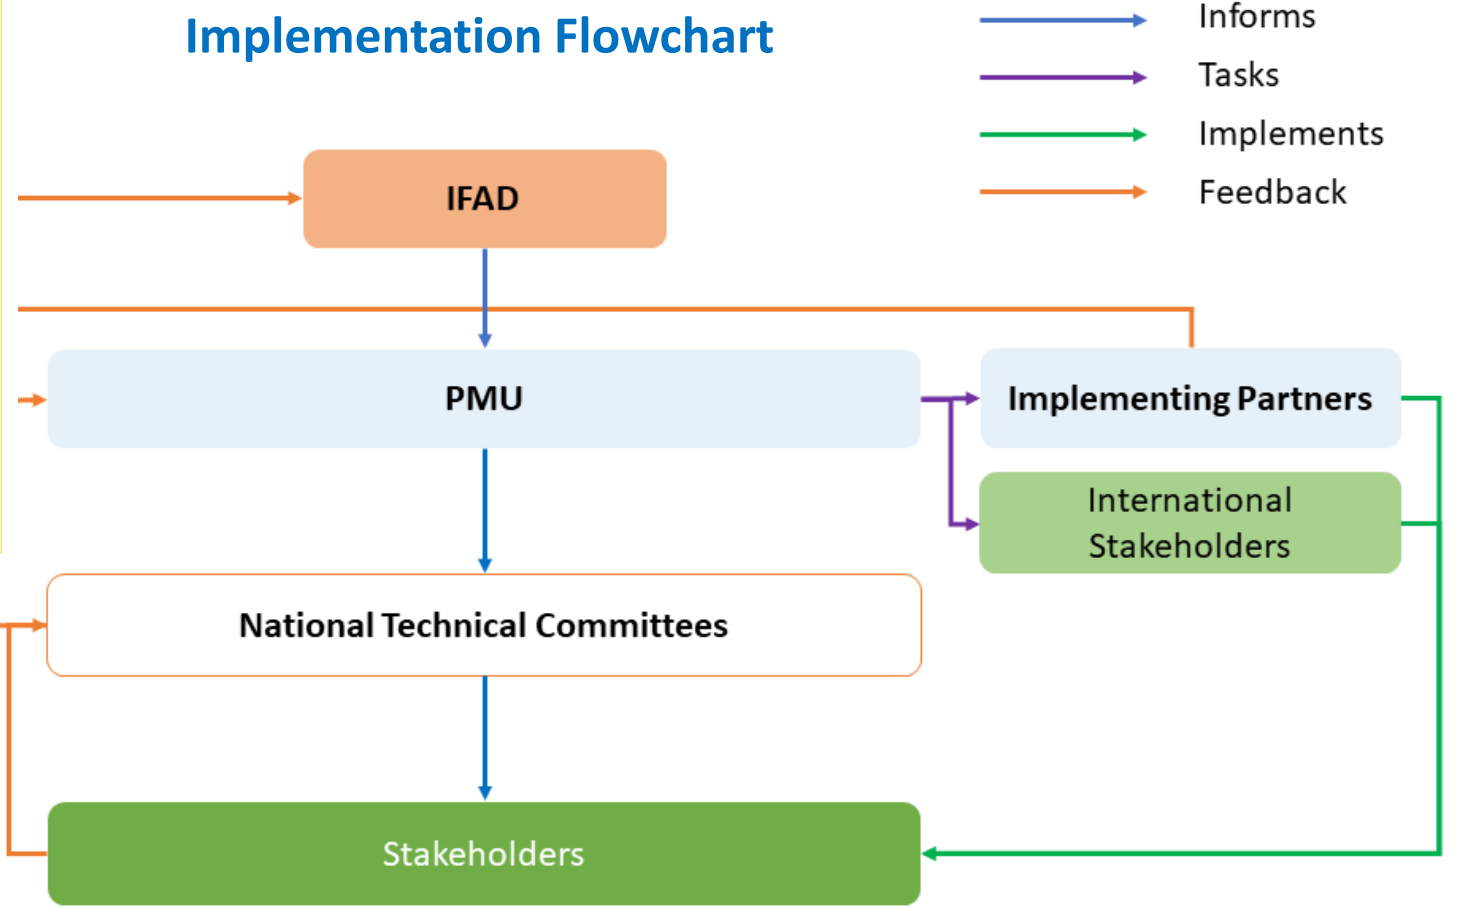 Implementation Flowchart
Informs
Tasks
Implements
Feedback
IFAD
PMU
Implementing Partners
International
Stakeholders
National Technical Committees
Stakeholders